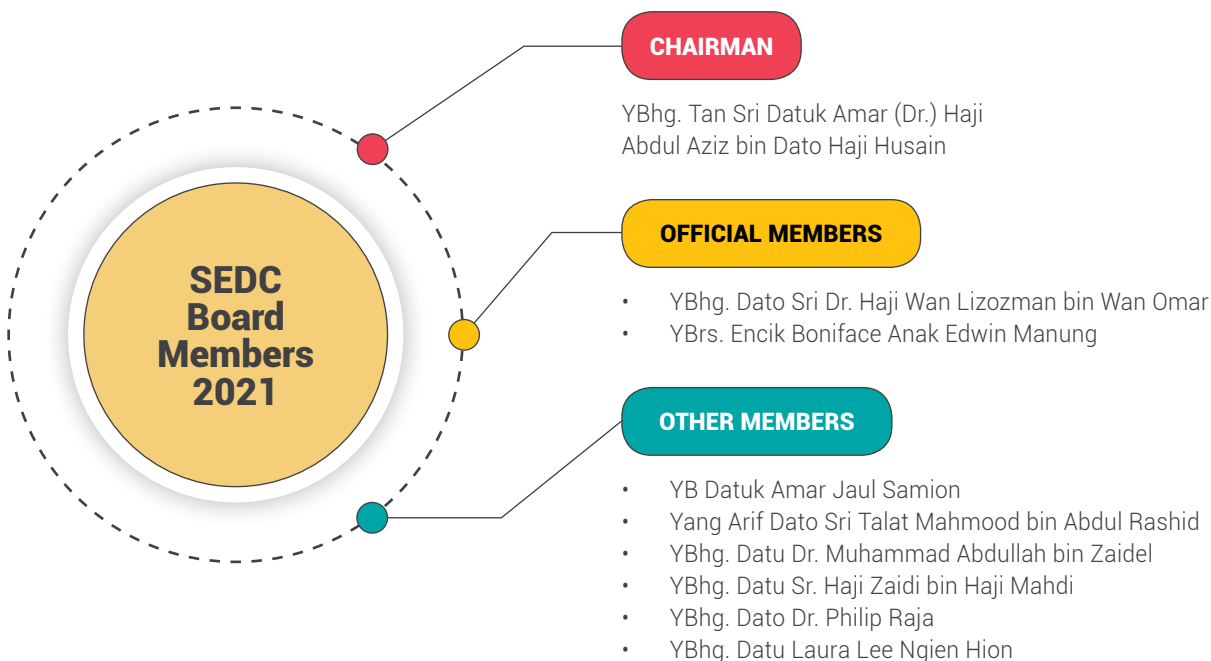 SEDC
Board
Members
2021
CHAIRMAN
YBhg. Tan Sri Datuk Amar (Dr.) Haji
Abdul Aziz bin Dato Haji Husain
OFFICIAL MEMBERS
• YBhg. Dato Sri Dr. Haji Wan Lizozman bin Wan Omar
• YBrs. Encik Boniface Anak Edwin Manung
OTHER MEMBERS
• YB Datuk Amar Jaul Samion
• Yang Arif Dato Sri Talat Mahmood bin Abdul Rashid
• YBhg. Datu Dr. Muhammad Abdullah bin Zaidel
• YBhg. Datu Sr. Haji Zaidi bin Haji Mahdi
• YBhg. Dato Dr. Philip Raja
• YBhg. Datu Laura Lee Ngien Hion